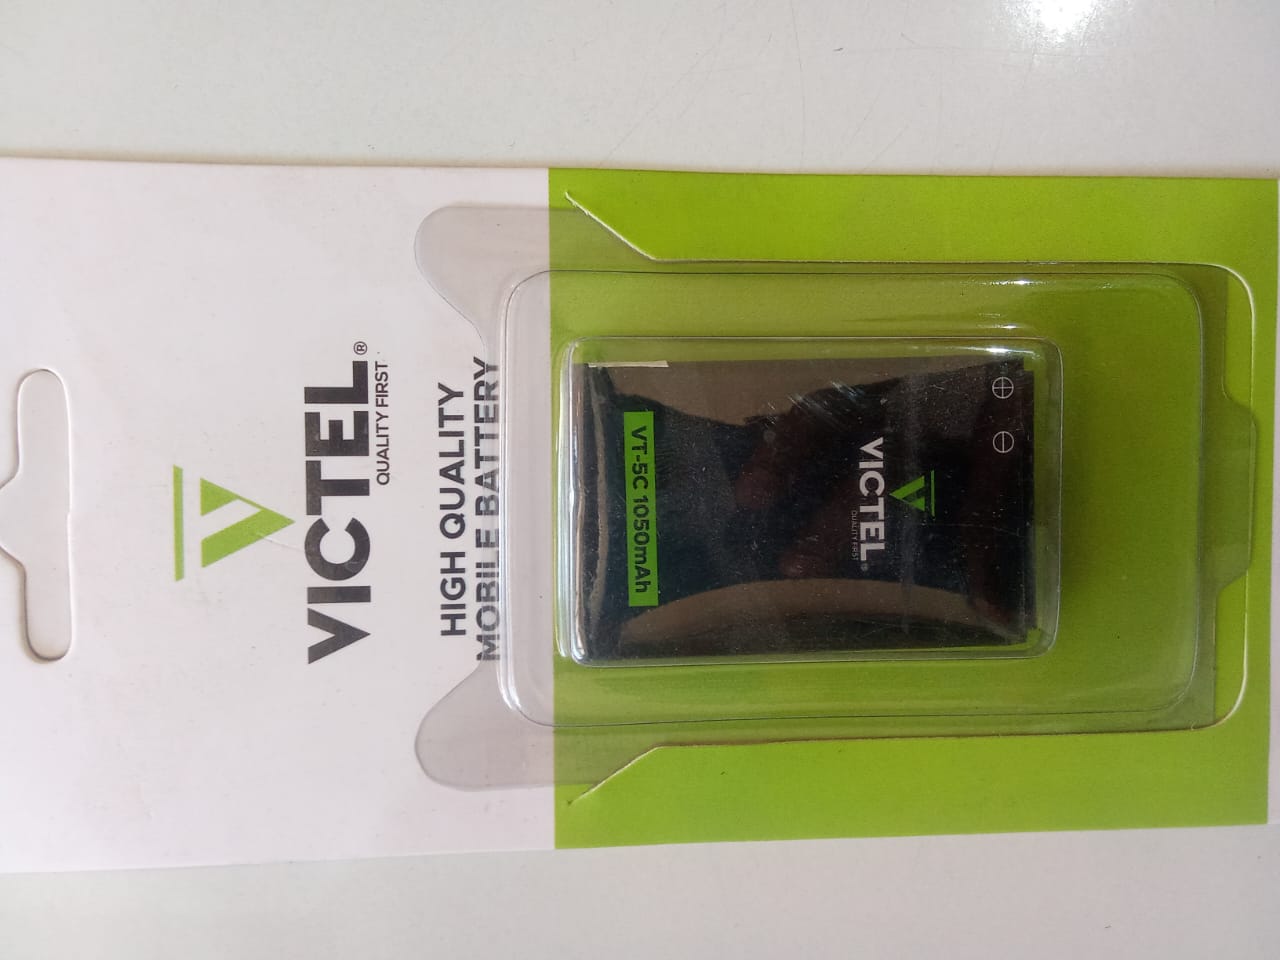 VICTEL®
QUALITY FIRST
HIGH QUALITY
MOBILE BATTERY
VICTEL®
QUALITY FIRST
VT-5C 1050mAh